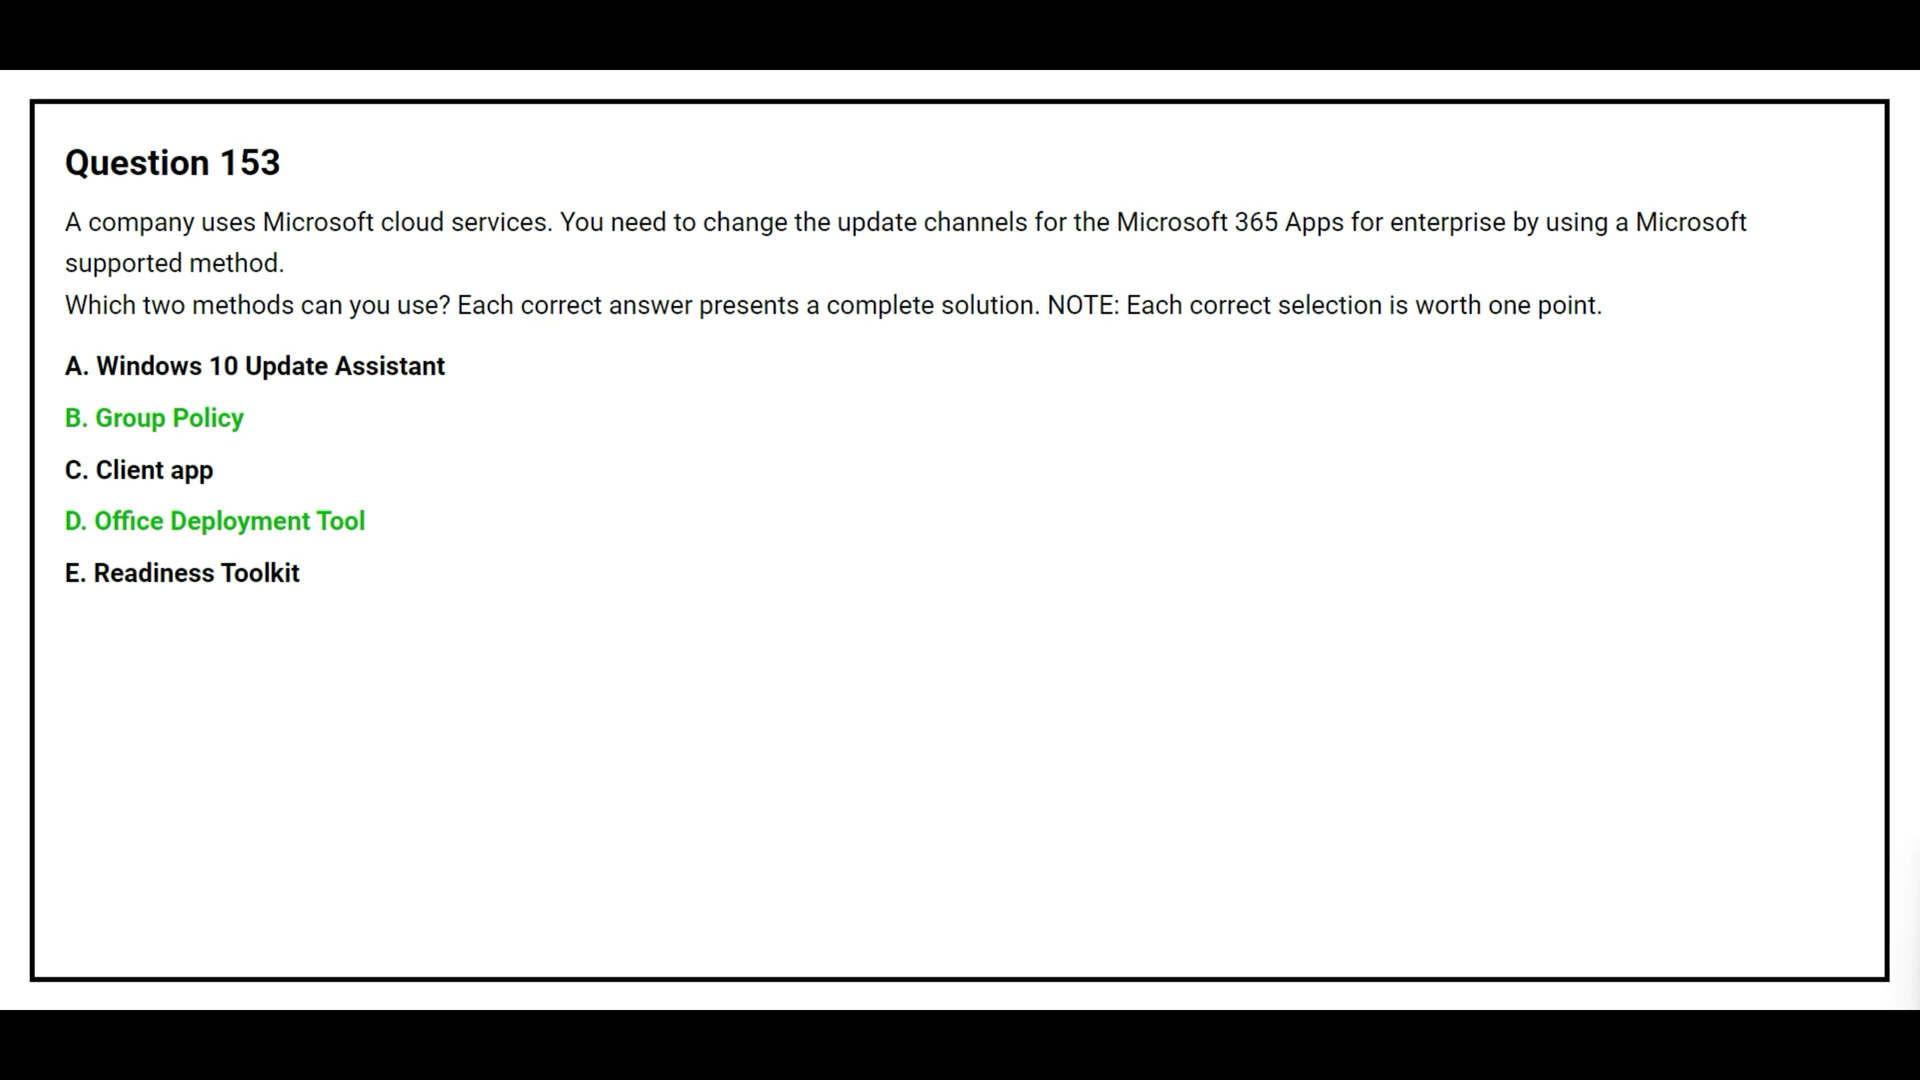 Question 153
A company uses Microsoft cloud services. You need to change the update channels for the Microsoft 365 Apps for enterprise by using a Microsoft
supported method.
Which two methods can you use? Each correct answer presents a complete solution. NOTE: Each correct selection is worth one point.
A. Windows 10 Update Assistant
B. Group Policy
C. Client app
D. Office Deployment Tool
E. Readiness Toolkit